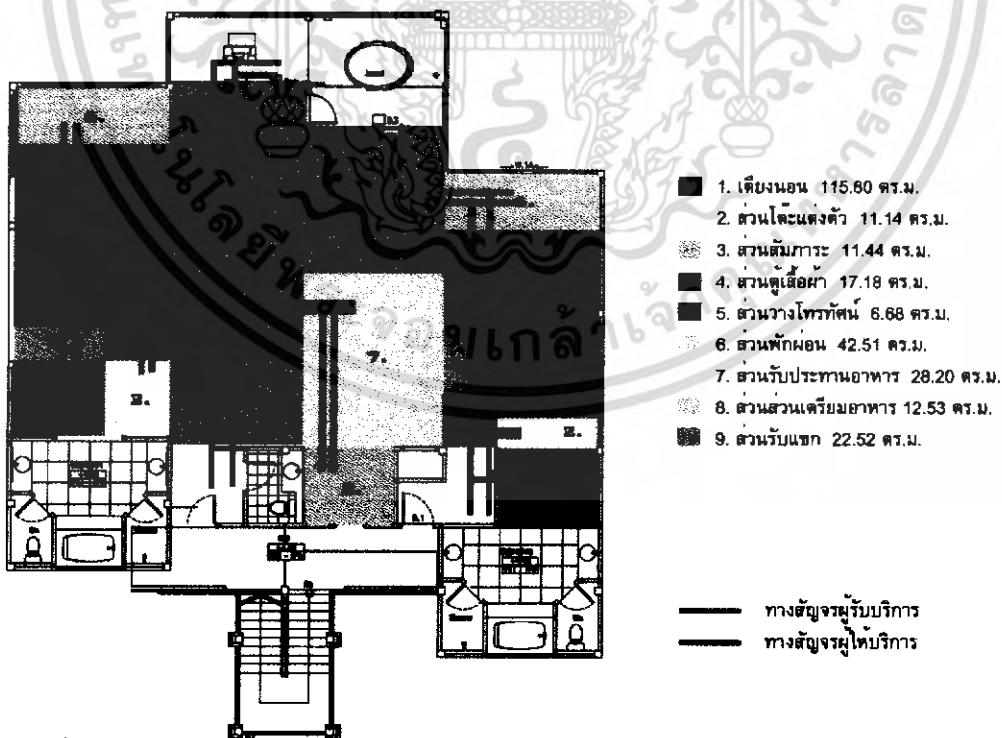 1. เตียงนอน 115.80 ตร.ม.
2. ส่วนโต๊ะแต่งตัว 11.14 ตร.ม.
3. ส่วนสัมภาระ 11.44 ตร.ม.
4. ส่วนตู้เสื้อผ้า 17.18 ตร.ม.
5. ส่วนวางโทรทัศน์ 6.68 ตร.ม.
6. ส่วนพักผ่อน 42.51 ตร.ม.
7. ส่วนรับประทานอาหาร 28.20 ตร.ม.
8. ส่วนส่วนเตรียมอาหาร 12.53 ตร.ม.
9. ส่วนรับแขก 22.52 ตร.ม.
7.
2.
2.
8.
ทางสัญจรผู้รับบริการ
ทางสัญจรผู้ให้บริการ